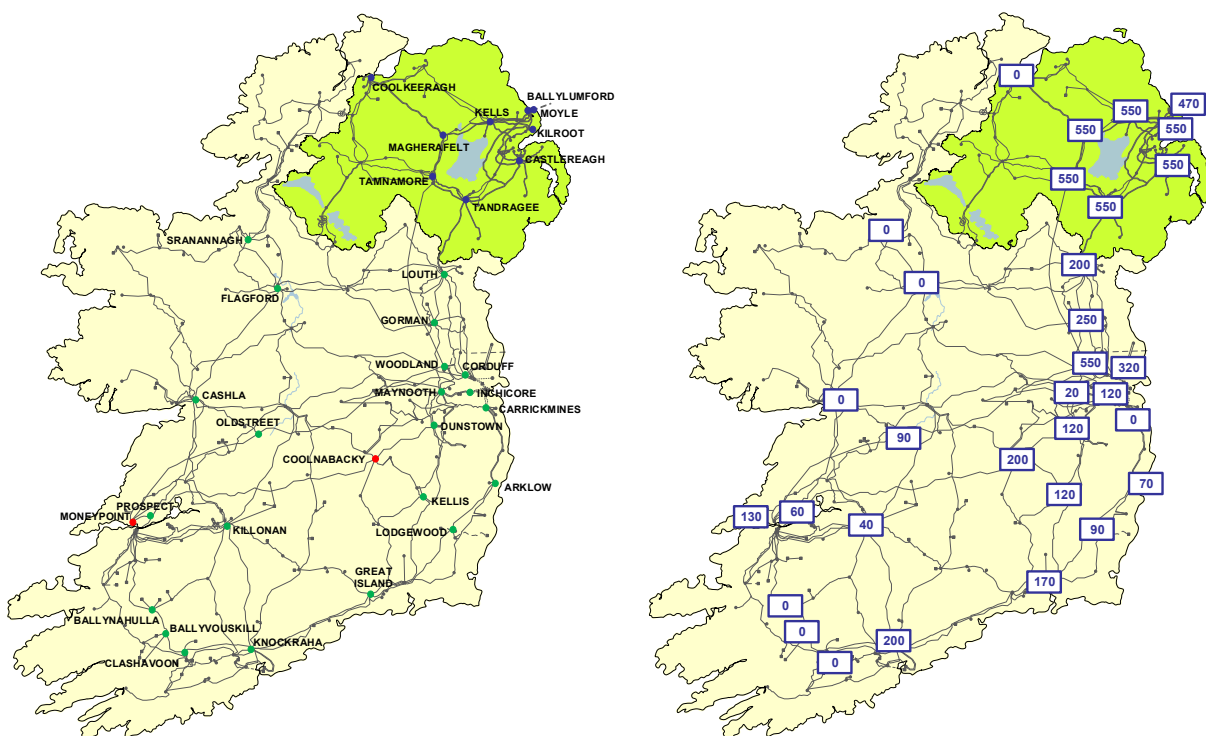 COOLKEERAGH
BALLYLUMFORD
KELLS
MOYLE
KILROOT
MAGHERAFELT
CASTLEREAGH
TAMNAMORE
TANDRAGEE
SRANANNAGH
LOUTH
FLAGFORD
GORMAN
WOODLAND
CORDUFF
MAYNOOTH
INCHICORE
CASHLA
CARRICKMINES
OLDSTREET
DUNSTOWN
COOLNABACKY
ARKLOW
KELLIS
PROSPECT
MONEYPOINT
KILLONAN
LODGEWOOD
GREAT
ISLAND
BALLYNAHULLA
BALLYVOUSKILL
KNOCKRAHA
CLASHAVOON
0
470
550
550
550
550
550
550
0
200
0
250
550
320
20
120
0
0
120
90
200
70
120
60
130
40
90
170
0
0
200
0